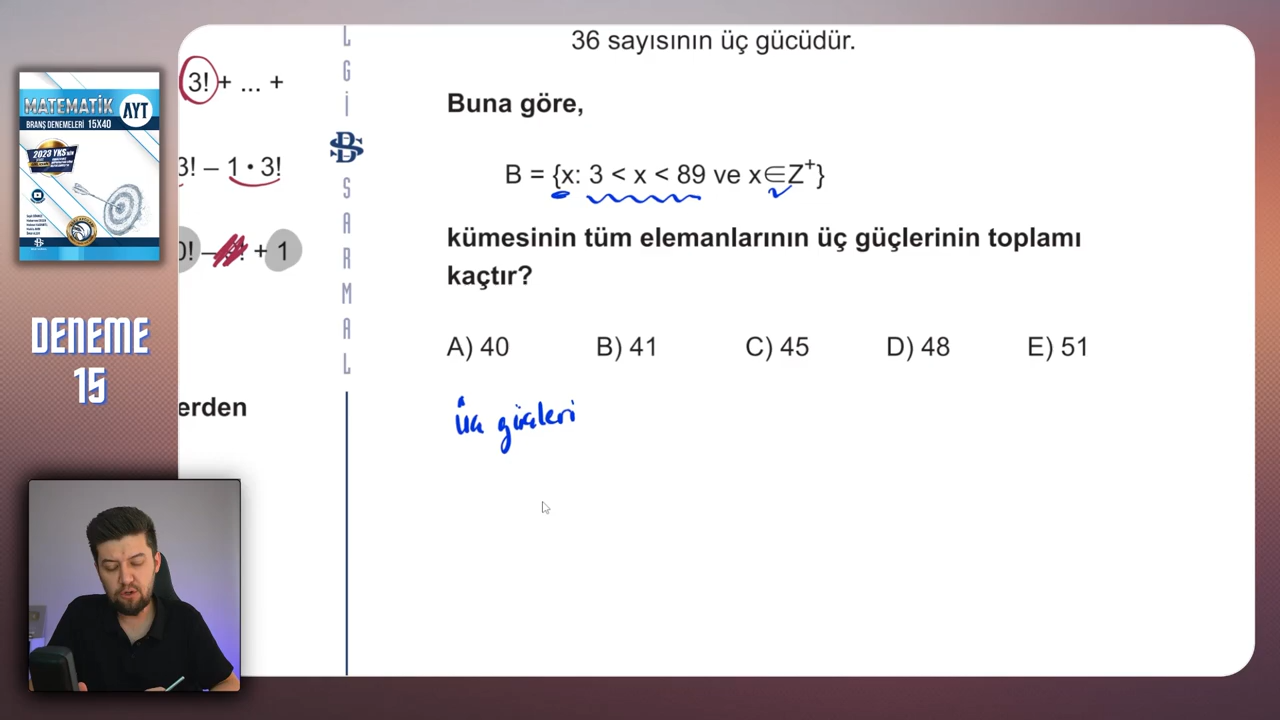 MATEMATİK
AYT
BRANŞ DENEMELERİ 15X40
2023 YKS'NİN
DENEME
15
3! + ... +
3! – 1 • 3!
0! – ! + 1
erden
L
G
İ
S
A
R
M
A
L
36 sayısının üç gücüdür.
Buna göre,
B = {x: 3 < x < 89 ve x∈Z⁺}
kümesinin tüm elemanlarının üç güçlerinin toplamı
kaçtır?
A) 40 B) 41 C) 45 D) 48 E) 51
üç güçleri